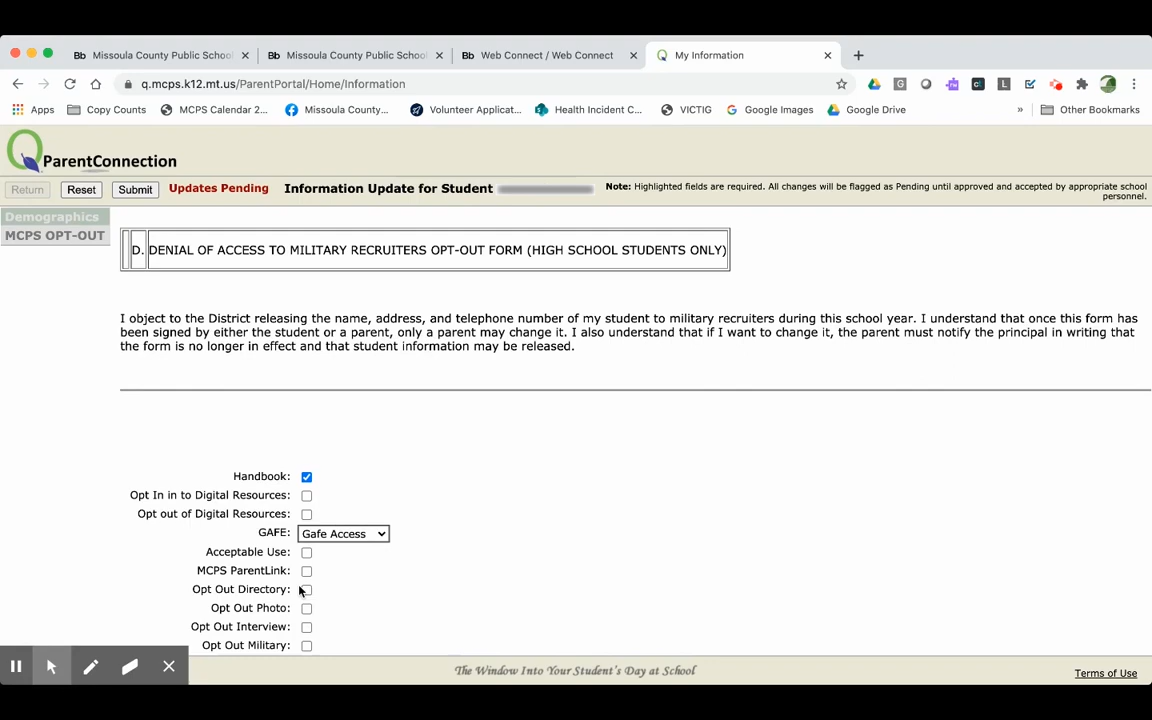 Bb Missoula County Public School
Bb Missoula County Public School
Bb Web Connect / Web Connect
My Information
q.mcps.k12.mt.us/ParentPortal/Home/Information
Apps
Copy Counts
MCPS Calendar 2...
Missoula County...
Volunteer Applicat...
Health Incident C...
VICTIG
Google Images
Google Drive
»
Other Bookmarks
ParentConnection
Return
Reset
Submit
Updates Pending
Information Update for Student
Note: Highlighted fields are required. All changes will be flagged as Pending until approved and accepted by appropriate school
personnel.
Demographics
MCPS OPT-OUT
D. DENIAL OF ACCESS TO MILITARY RECRUITERS OPT-OUT FORM (HIGH SCHOOL STUDENTS ONLY)
I object to the District releasing the name, address, and telephone number of my student to military recruiters during this school year. I understand that once this form has
been signed by either the student or a parent, only a parent may change it. I also understand that if I want to change it, the parent must notify the principal in writing that
the form is no longer in effect and that student information may be released.
Handbook:
Opt In in to Digital Resources:
Opt out of Digital Resources:
GAFE: Gafe Access
Acceptable Use:
MCPS ParentLink:
Opt Out Directory:
Opt Out Photo:
Opt Out Interview:
Opt Out Military:
The Window Into Your Student's Day at School
Terms of Use